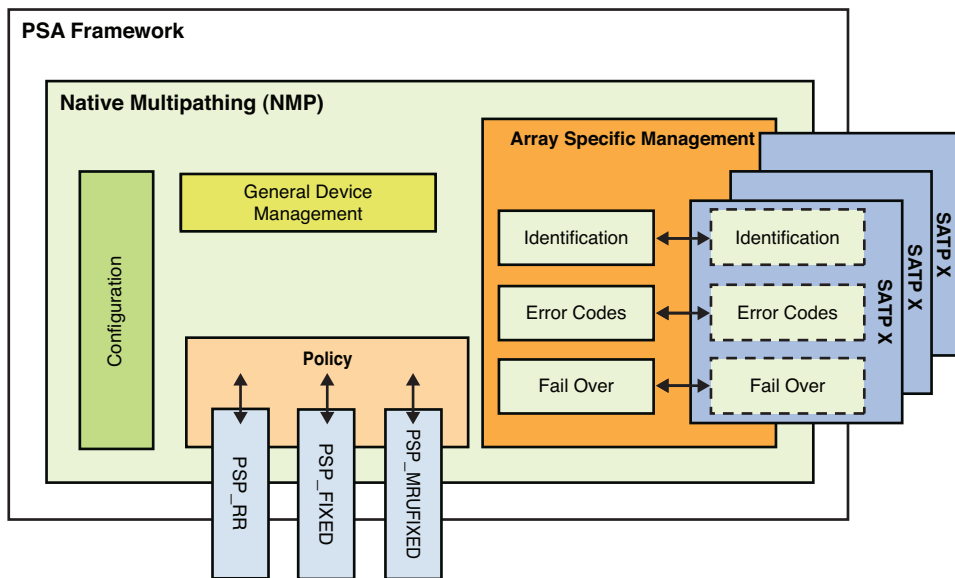 PSA Framework
Native Multipathing (NMP)
Configuration
General Device
Management
Policy
PSP_RR
PSP_FIXED
PSP_MRUFIXED
Array Specific Management
Identification
Error Codes
Fail Over
Identification
Error Codes
Fail Over
SATP X
SATP X
SATP X